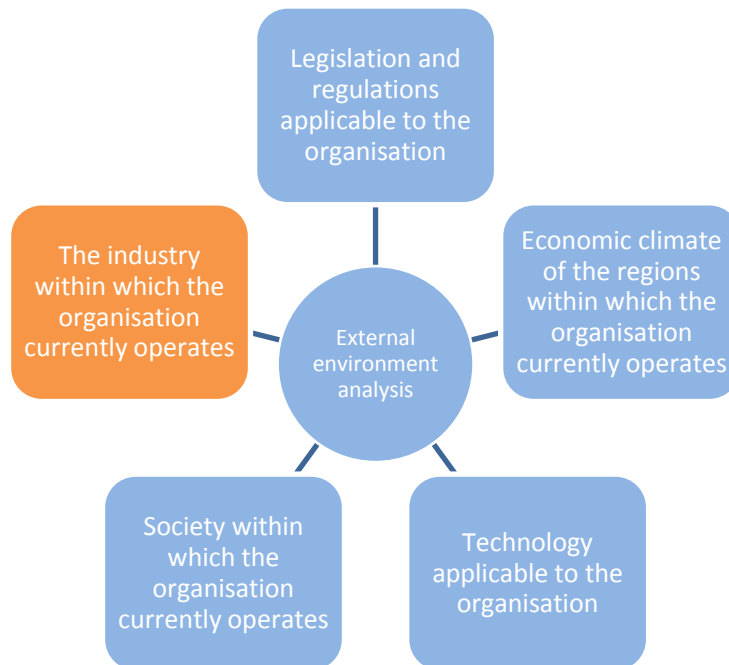 Legislation and
regulations
applicable to the
organisation
The industry
within which the
organisation
currently operates
Economic climate
of the regions
within which the
organisation
currently operates
External
environment
analysis
Society within
which the
organisation
currently operates
Technology
applicable to the
organisation